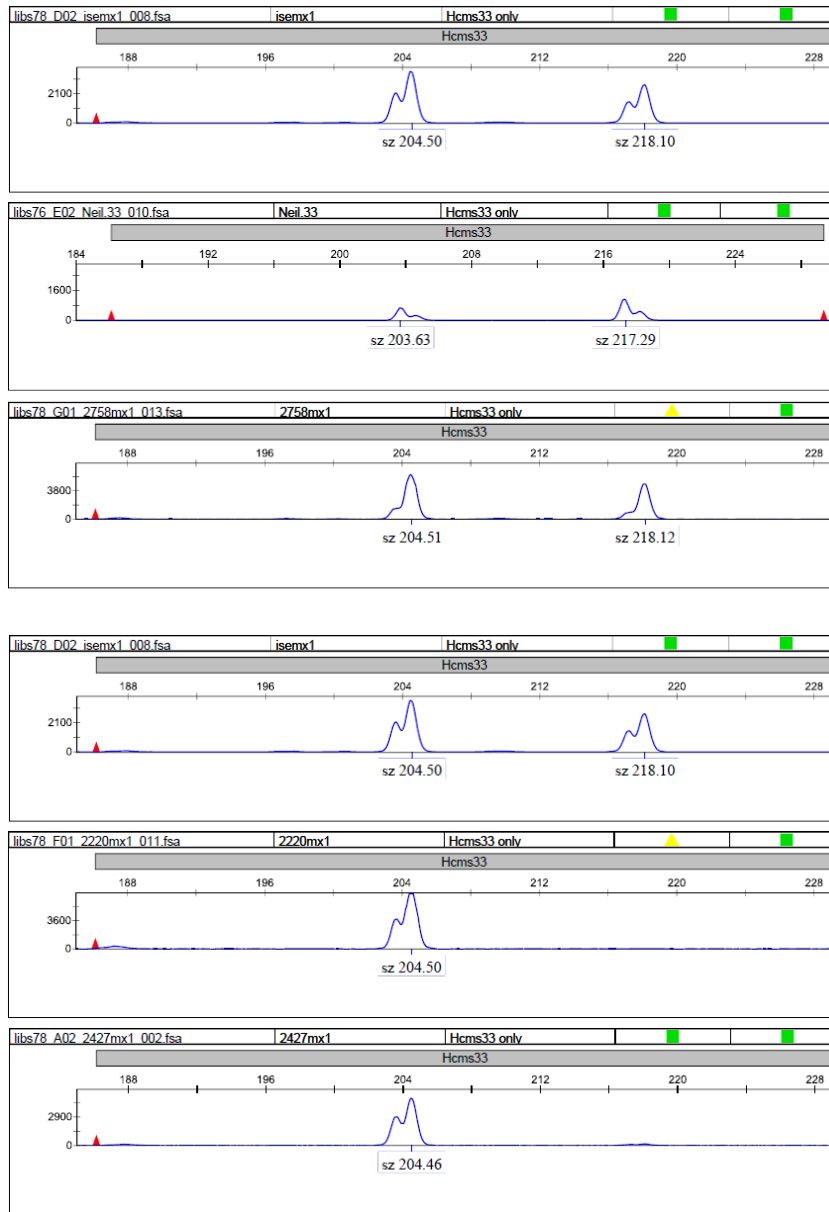 libs78_D02_isemx1_008.fsa isemx1 Hcms33 only
Hcms33
188 196 204 212 220 228
2100
0
sz 204.50 sz 218.10
libs76_E02_Neil.33_010.fsa Neil.33 Hcms33 only
Hcms33
184 192 200 208 216 224
1600
0
sz 203.63 sz 217.29
libs78_G01_2758mx1_013.fsa 2758mx1 Hcms33 only
Hcms33
188 196 204 212 220 228
3800
0
sz 204.51 sz 218.12
libs78_D02_isemx1_008.fsa isemx1 Hcms33 only
Hcms33
188 196 204 212 220 228
2100
0
sz 204.50 sz 218.10
libs78_F01_2220mx1_011.fsa 2220mx1 Hcms33 only
Hcms33
188 196 204 212 220 228
3600
0
sz 204.50
libs78_A02_2427mx1_002.fsa 2427mx1 Hcms33 only
Hcms33
188 196 204 212 220 228
2900
0
sz 204.46